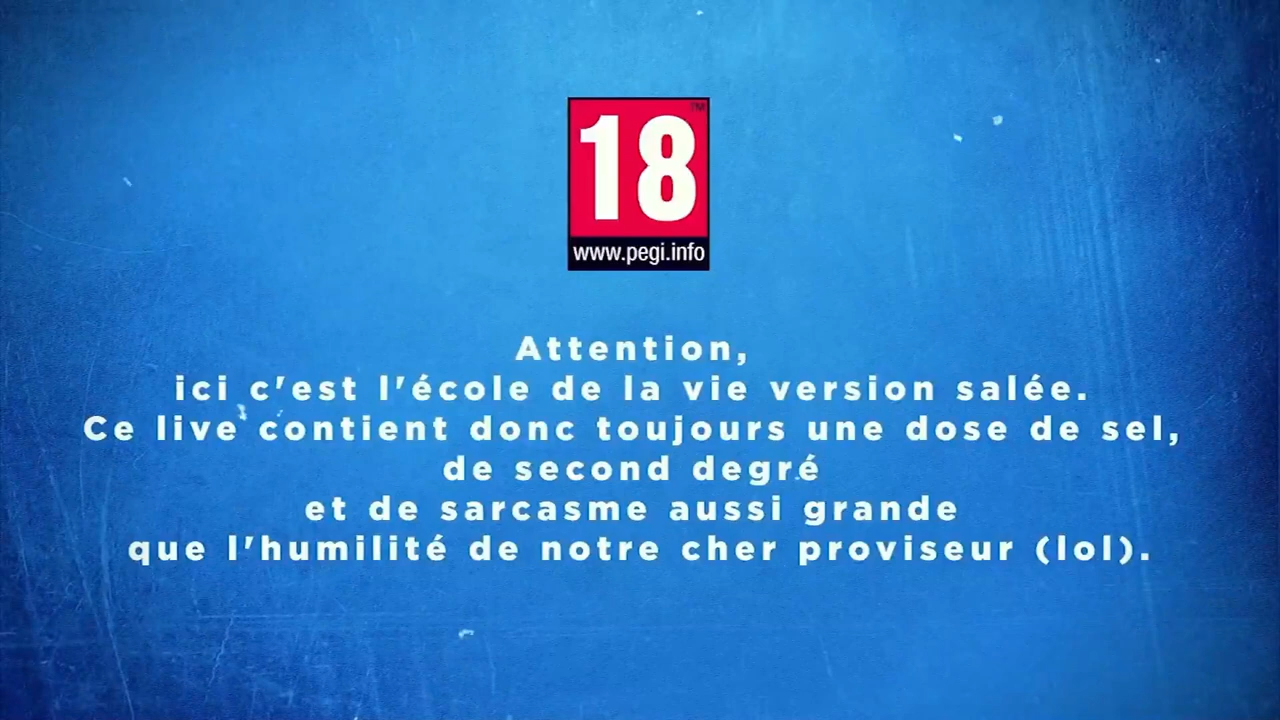 18
TM
www.pegi.info
Attention,
ici c'est l'école de la vie version salée.
Ce live contient donc toujours une dose de sel,
de second degré
et de sarcasme aussi grande
que l'humilité de notre cher proviseur (lol).